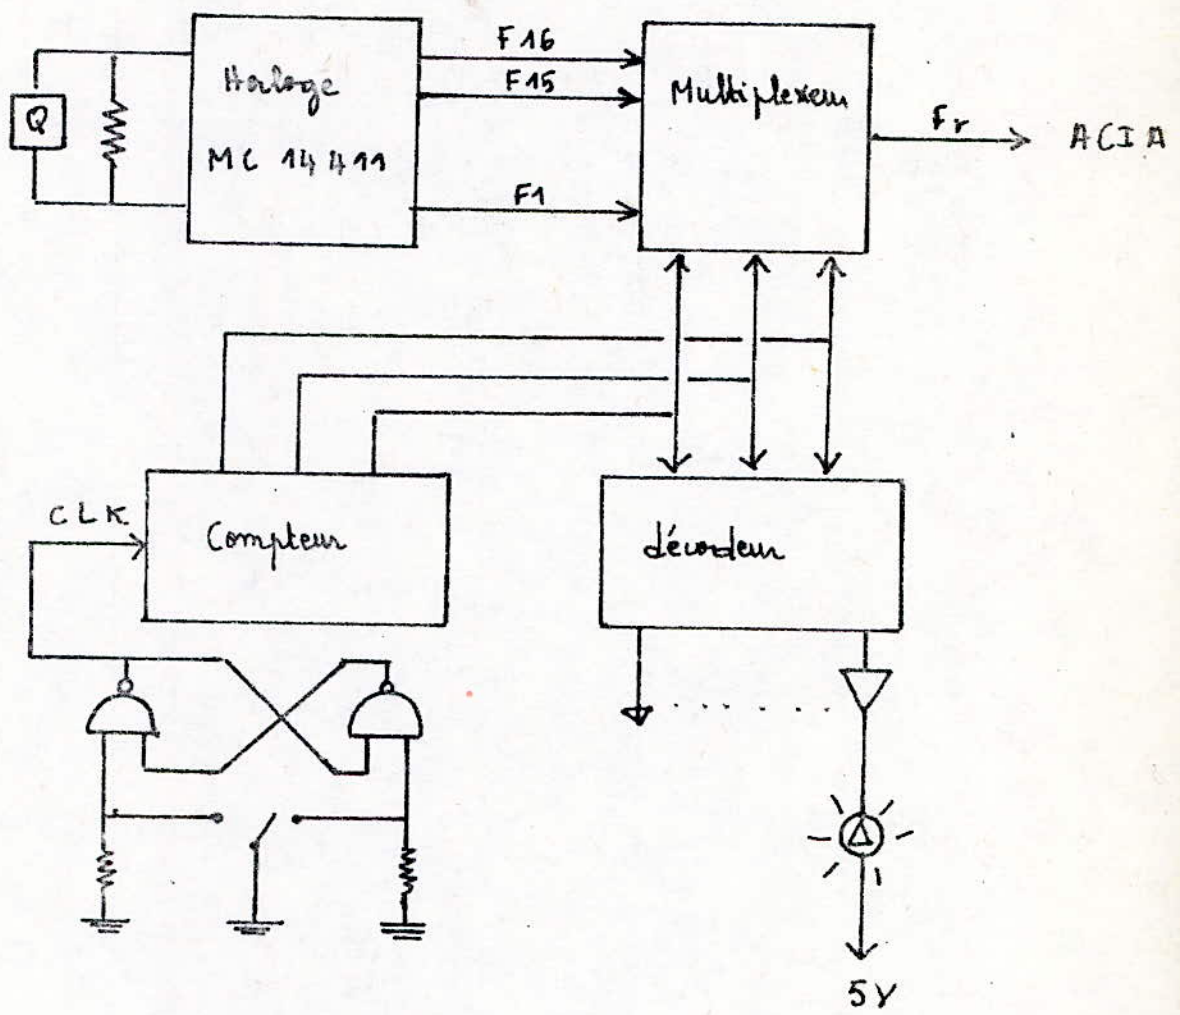 F16
Horloge
F15
Multiplexeur
Q
Fr
ACIA
MC 14411
F1
CLK
Compteur
décodeur
5V